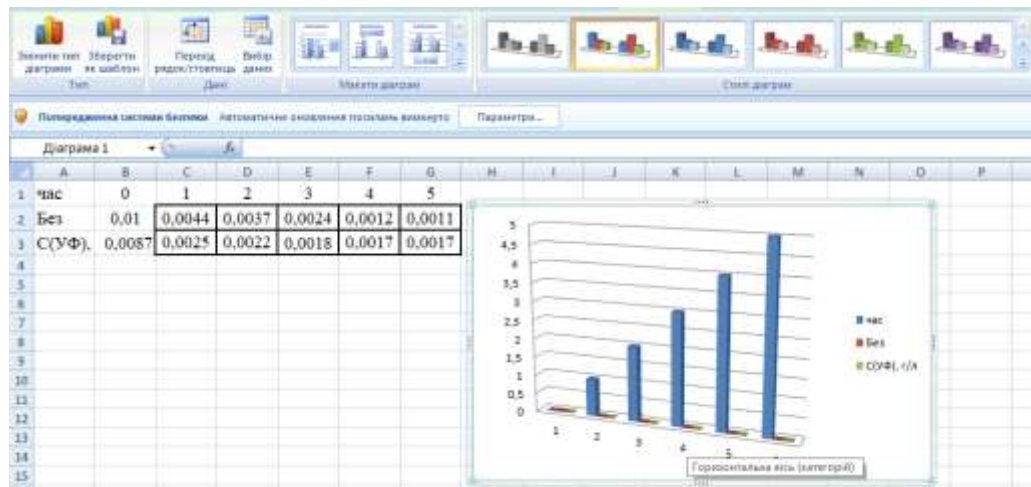 Змінити тип діаграми
Зберегти як шаблон
Перехід рядок/стовпець
Вибір даних
Тип
Дані
Макети діаграм
Стилі діаграм
Попередження системи безпеки Автоматичне оновлення посилань вимкнуто Параметри...
Діаграма 1 fx
A B C D E F G H I J K L M N O P
1 час 0 1 2 3 4 5
2 Без 0,01 0,0044 0,0037 0,0024 0,0012 0,0011
3 С(УФ), 0,0087 0,0025 0,0022 0,0018 0,0017 0,0017
4
5
6
7
8
9
10
11
12
13
14
15
5
4,5
4
3,5
3
2,5
2
1,5
1
0,5
0
1 2 3 4 5
час
Без
С(УФ), г/л
Горизонтальна вісь (категорій)